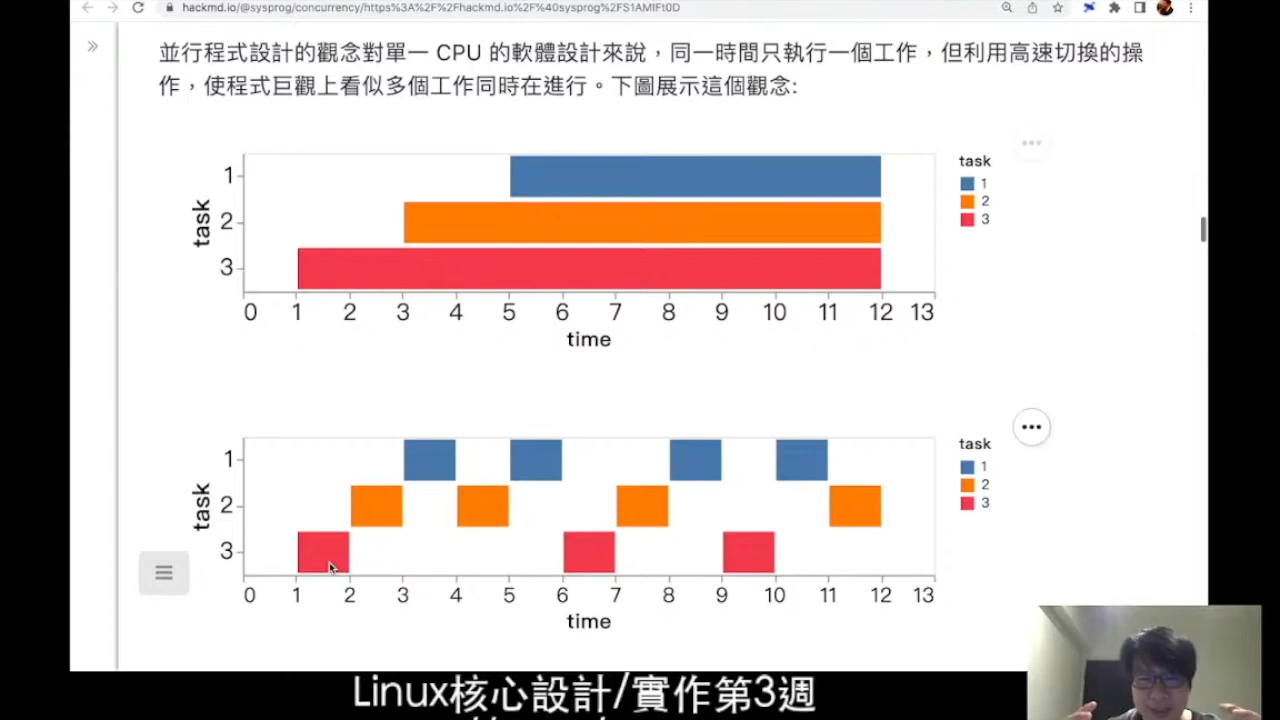 hackmd.io/@sysprog/concurrency/https%3A%2F%2Fhackmd.io%2F%40sysprog%2FS1AMIFt0D
並行程式設計的觀念對單一 CPU 的軟體設計來說，同一時間只執行一個工作，但利用高速切換的操
作，使程式巨觀上看似多個工作同時在進行。下圖展示這個觀念:
task
1
2
3
0 1 2 3 4 5 6 7 8 9 10 11 12 13
time
task
1
2
3
task
1
2
3
0 1 2 3 4 5 6 7 8 9 10 11 12 13
time
task
1
2
3
Linux核心設計/實作第3週